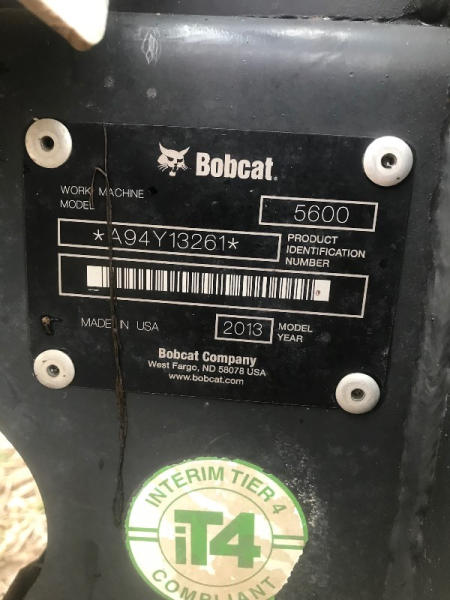 Bobcat.
WORK MACHINE
MODEL
5600
*A94Y13261*
PRODUCT
IDENTIFICATION
NUMBER
MADE IN USA
2013
MODEL
YEAR
Bobcat Company
West Fargo, ND 58078 USA
www.bobcat.com
INTERIM TIER 4
iT4
COMPLIANT